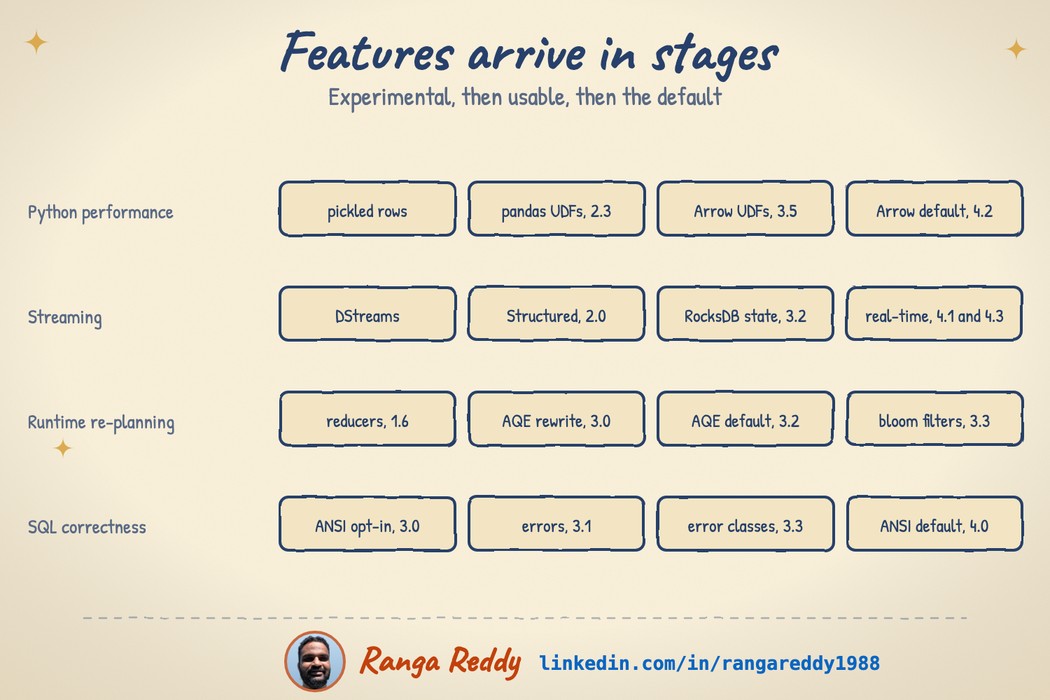 Features arrive in stages
Experimental, then usable, then the default
Python performance
pickled rows
pandas UDFs, 2.3
Arrow UDFs, 3.5
Arrow default, 4.2
Streaming
DStreams
Structured, 2.0
RocksDB state, 3.2
real-time, 4.1 and 4.3
Runtime re-planning
reducers, 1.6
AQE rewrite, 3.0
AQE default, 3.2
bloom filters, 3.3
SQL correctness
ANSI opt-in, 3.0
errors, 3.1
error classes, 3.3
ANSI default, 4.0
Ranga Reddy
linkedin.com/in/rangareddy1988